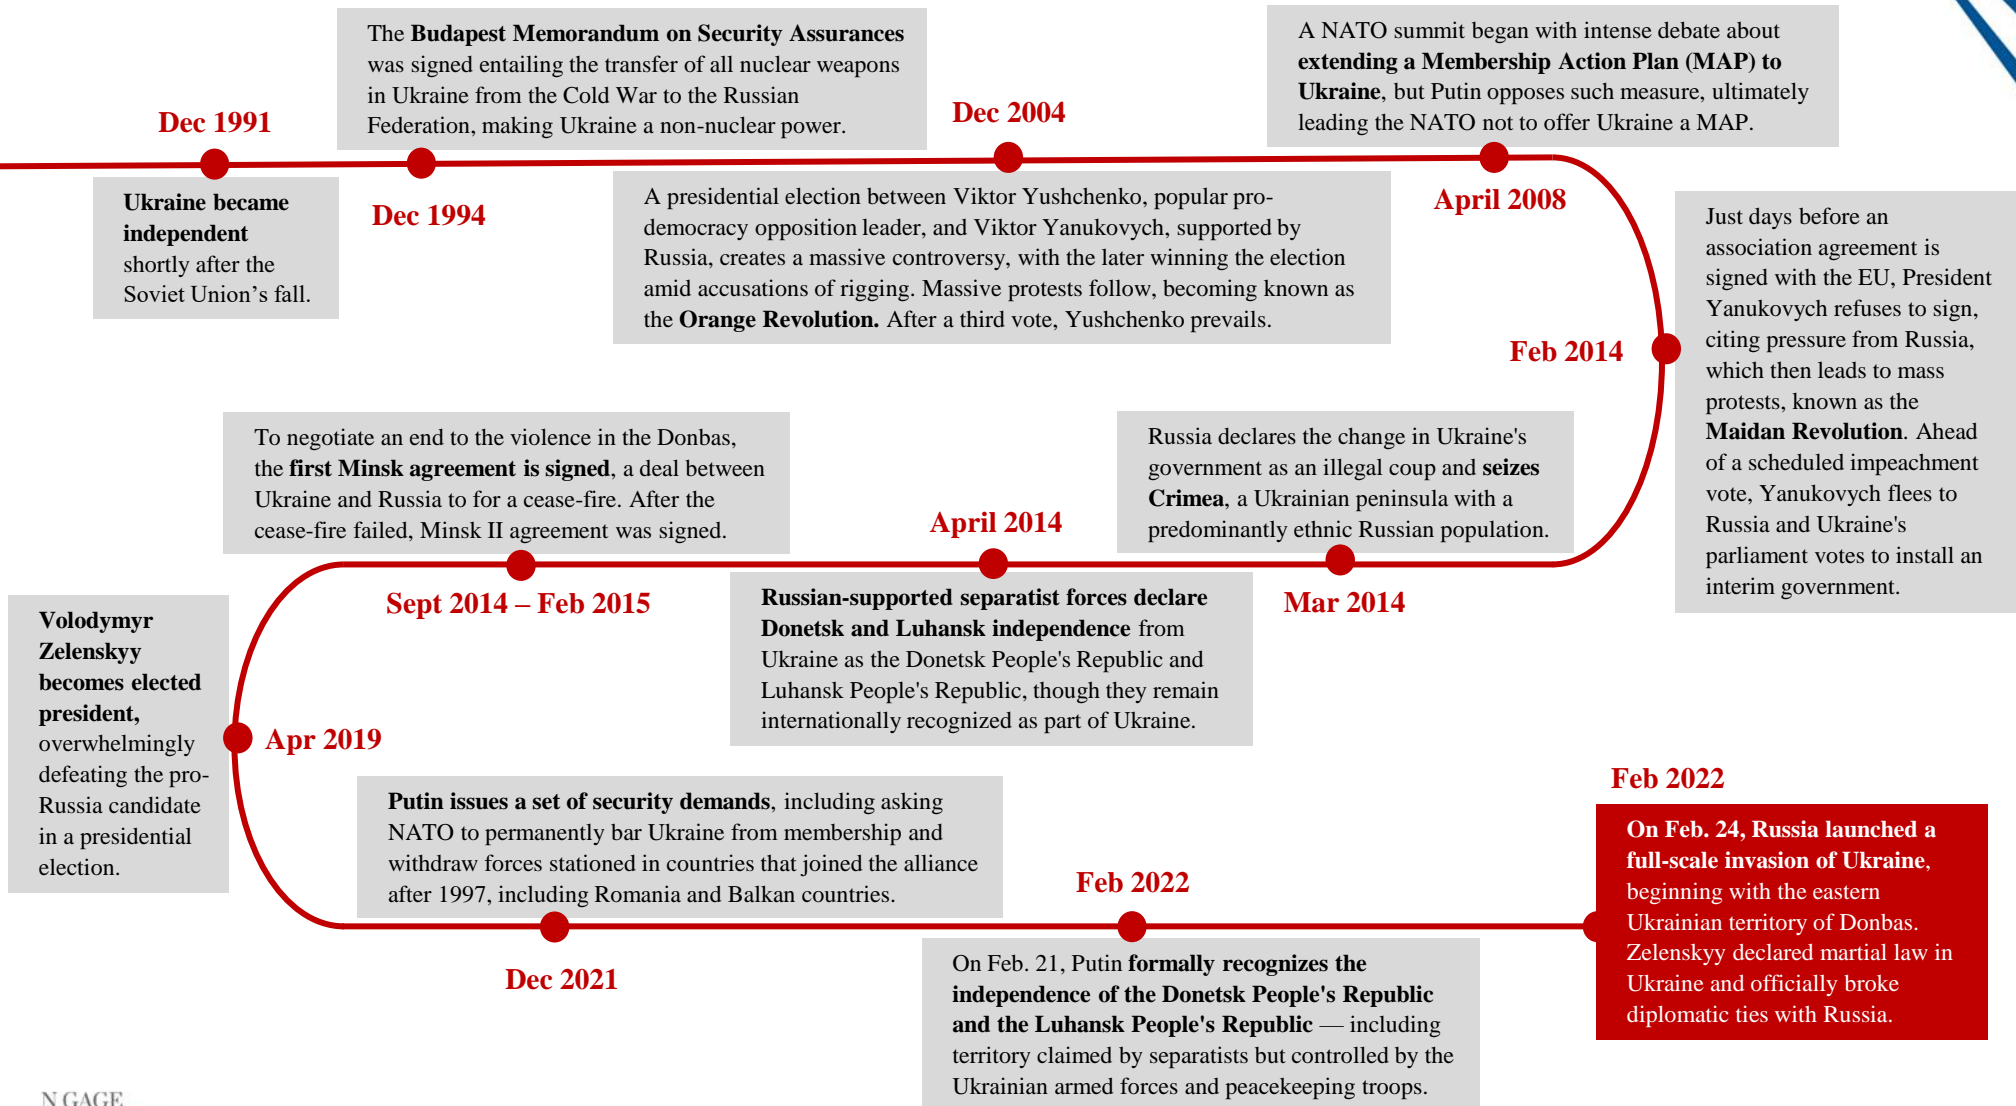 Dec 1991
Ukraine became
independent
shortly after the
Soviet Union's fall.
The Budapest Memorandum on Security Assurances
was signed entailing the transfer of all nuclear weapons
in Ukraine from the Cold War to the Russian
Federation, making Ukraine a non-nuclear power.
Dec 1994
Dec 2004
A presidential election between Viktor Yushchenko, popular pro-
democracy opposition leader, and Viktor Yanukovych, supported by
Russia, creates a massive controversy, with the later winning the election
amid accusations of rigging. Massive protests follow, becoming known as
the Orange Revolution. After a third vote, Yushchenko prevails.
A NATO summit began with intense debate about
extending a Membership Action Plan (MAP) to
Ukraine, but Putin opposes such measure, ultimately
leading the NATO not to offer Ukraine a MAP.
April 2008
Feb 2014
Just days before an
association agreement is
signed with the EU, President
Yanukovych refuses to sign,
citing pressure from Russia,
which then leads to mass
protests, known as the
Maidan Revolution. Ahead
of a scheduled impeachment
vote, Yanukovych flees to
Russia and Ukraine's
parliament votes to install an
interim government.
Russia declares the change in Ukraine's
government as an illegal coup and seizes
Crimea, a Ukrainian peninsula with a
predominantly ethnic Russian population.
Mar 2014
April 2014
Russian-supported separatist forces declare
Donetsk and Luhansk independence from
Ukraine as the Donetsk People's Republic and
Luhansk People's Republic, though they remain
internationally recognized as part of Ukraine.
To negotiate an end to the violence in the Donbas,
the first Minsk agreement is signed, a deal between
Ukraine and Russia to for a cease-fire. After the
cease-fire failed, Minsk II agreement was signed.
Sept 2014 – Feb 2015
Volodymyr
Zelenskyy
becomes elected
president,
overwhelmingly
defeating the pro-
Russia candidate
in a presidential
election.
Apr 2019
Putin issues a set of security demands, including asking
NATO to permanently bar Ukraine from membership and
withdraw forces stationed in countries that joined the alliance
after 1997, including Romania and Balkan countries.
Dec 2021
Feb 2022
On Feb. 21, Putin formally recognizes the
independence of the Donetsk People's Republic
and the Luhansk People's Republic — including
territory claimed by separatists but controlled by the
Ukrainian armed forces and peacekeeping troops.
Feb 2022
On Feb. 24, Russia launched a
full-scale invasion of Ukraine,
beginning with the eastern
Ukrainian territory of Donbas.
Zelenskyy declared martial law in
Ukraine and officially broke
diplomatic ties with Russia.
N GAGE